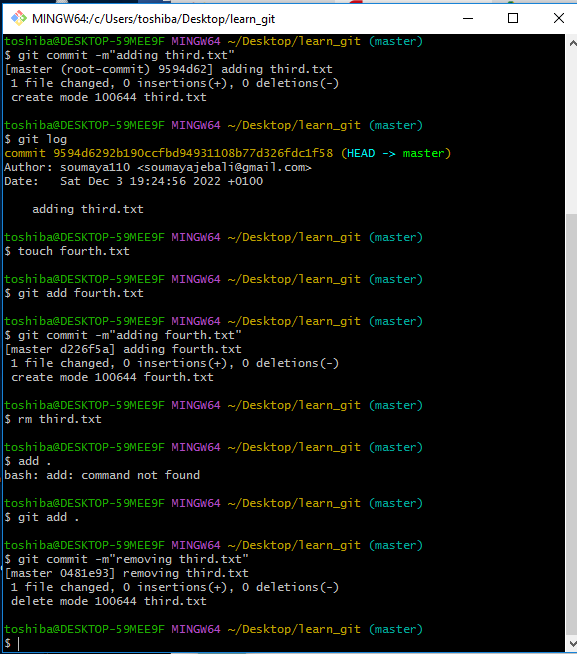 MINGW64:/c/Users/toshiba/Desktop/learn_git
toshiba@DESKTOP-59MEE9F MINGW64 ~/Desktop/learn_git (master)
$ git commit -m"adding third.txt"
[master (root-commit) 9594d62] adding third.txt
 1 file changed, 0 insertions(+), 0 deletions(-)
 create mode 100644 third.txt

toshiba@DESKTOP-59MEE9F MINGW64 ~/Desktop/learn_git (master)
$ git log
commit 9594d6292b190ccfbd94931108b77d326fdc1f58 (HEAD -> master)
Author: soumaya110 <soumayajebali@gmail.com>
Date:   Sat Dec 3 19:24:56 2022 +0100

    adding third.txt

toshiba@DESKTOP-59MEE9F MINGW64 ~/Desktop/learn_git (master)
$ touch fourth.txt

toshiba@DESKTOP-59MEE9F MINGW64 ~/Desktop/learn_git (master)
$ git add fourth.txt

toshiba@DESKTOP-59MEE9F MINGW64 ~/Desktop/learn_git (master)
$ git commit -m"adding fourth.txt"
[master d226f5a] adding fourth.txt
 1 file changed, 0 insertions(+), 0 deletions(-)
 create mode 100644 fourth.txt

toshiba@DESKTOP-59MEE9F MINGW64 ~/Desktop/learn_git (master)
$ rm third.txt

toshiba@DESKTOP-59MEE9F MINGW64 ~/Desktop/learn_git (master)
$ add .
bash: add: command not found

toshiba@DESKTOP-59MEE9F MINGW64 ~/Desktop/learn_git (master)
$ git add .

toshiba@DESKTOP-59MEE9F MINGW64 ~/Desktop/learn_git (master)
$ git commit -m"removing third.txt"
[master 0481e93] removing third.txt
 1 file changed, 0 insertions(+), 0 deletions(-)
 delete mode 100644 third.txt

toshiba@DESKTOP-59MEE9F MINGW64 ~/Desktop/learn_git (master)
$